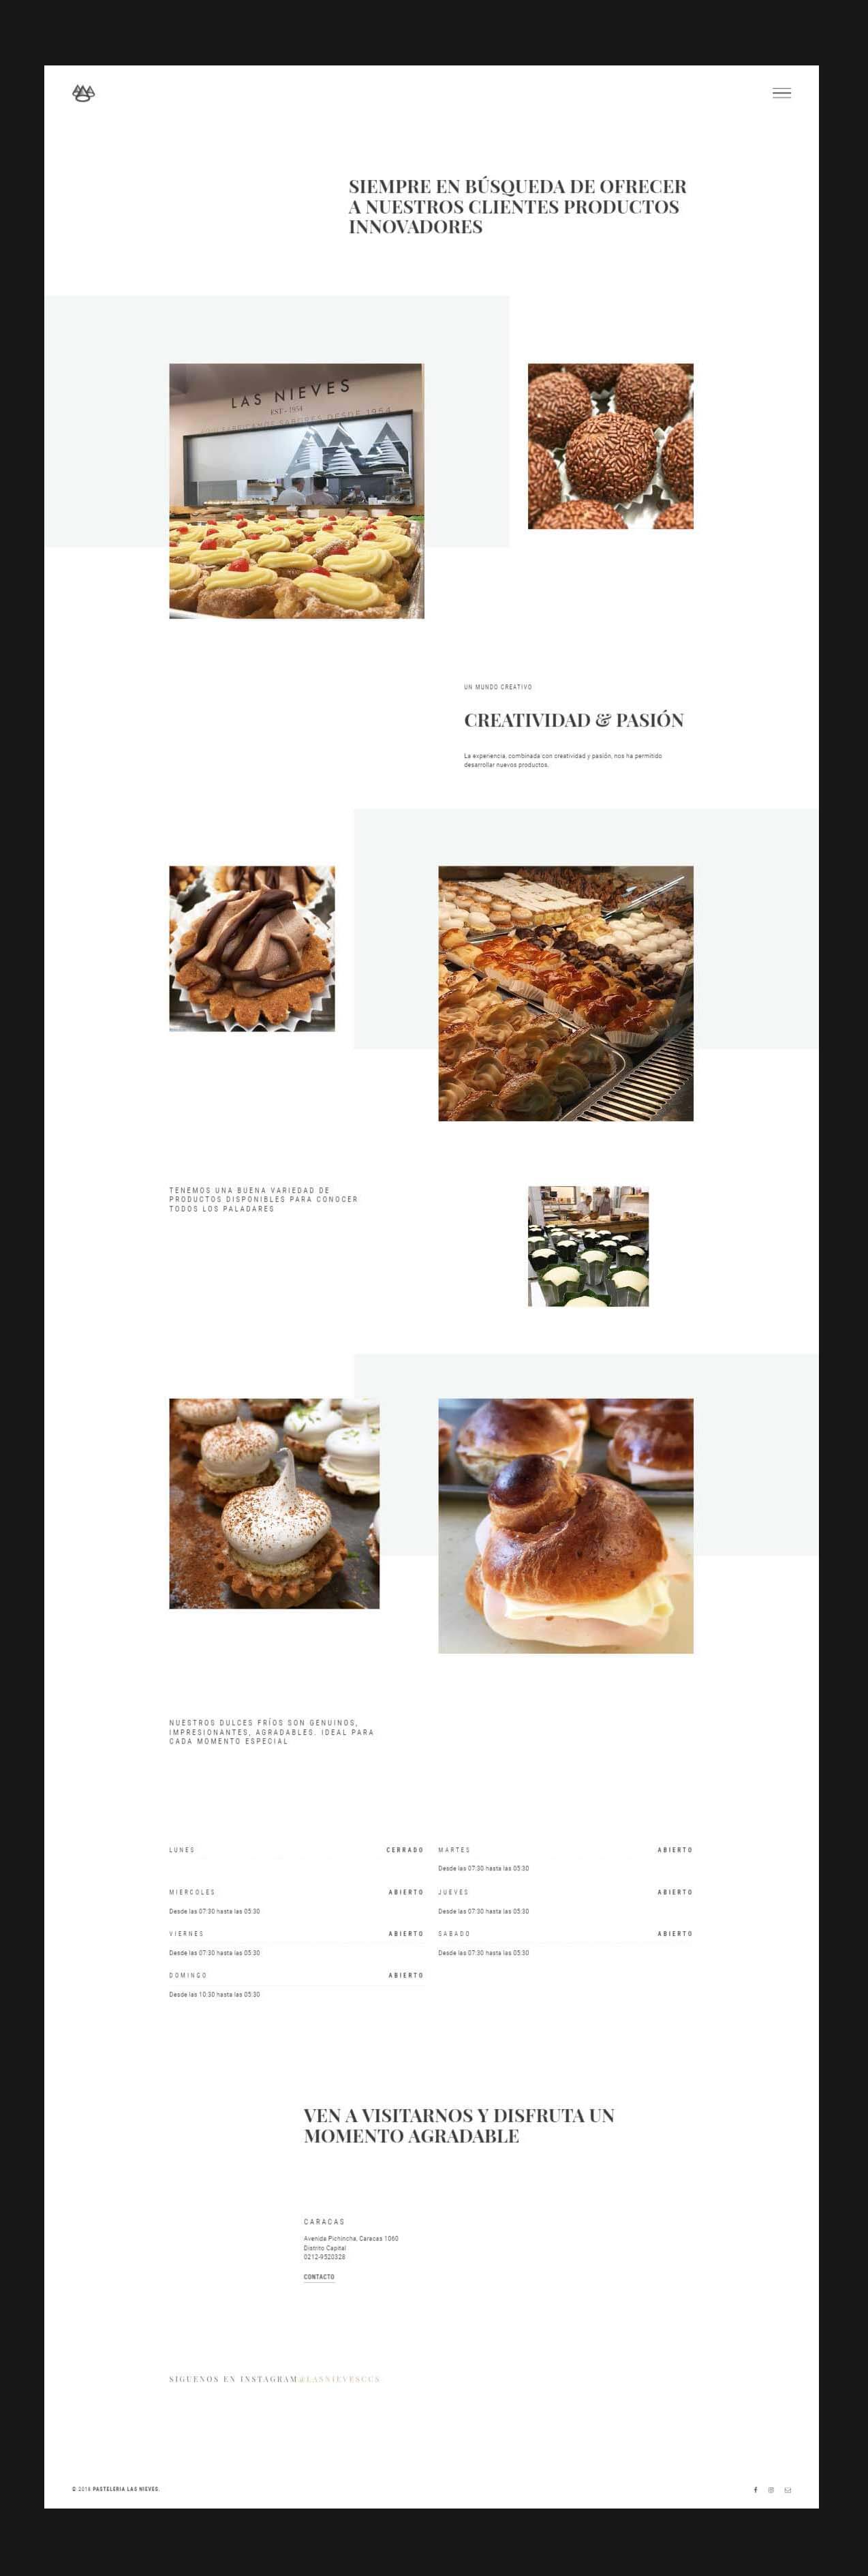 SIEMPRE EN BÚSQUEDA DE OFRECER
A NUESTROS CLIENTES PRODUCTOS
INNOVADORES
LAS NIEVES
EST · 1954
FABRICAMOS SABORES DESDE 1954
UN MUNDO CREATIVO
CREATIVIDAD & PASIÓN
La experiencia, combinada con creatividad y pasión, nos ha permitido
desarrollar nuevos productos.
TENEMOS UNA BUENA VARIEDAD DE
PRODUCTOS DISPONIBLES PARA CONOCER
TODOS LOS PALADARES
NUESTROS DULCES FRÍOS SON GENUINOS,
IMPRESIONANTES, AGRADABLES. IDEAL PARA
CADA MOMENTO ESPECIAL
LUNES CERRADO
MARTES ABIERTO
Desde las 07:30 hasta las 05:30
MIERCOLES ABIERTO
Desde las 07:30 hasta las 05:30
JUEVES ABIERTO
Desde las 07:30 hasta las 05:30
VIERNES ABIERTO
Desde las 07:30 hasta las 05:30
SABADO ABIERTO
Desde las 07:30 hasta las 05:30
DOMINGO ABIERTO
Desde las 10:30 hasta las 05:30
VEN A VISITARNOS Y DISFRUTA UN
MOMENTO AGRADABLE
CARACAS
Avenida Pichincha, Caracas 1060
Distrito Capital
0212-9520328
CONTACTO
SÍGUENOS EN INSTAGRAM @LASNIEVESCCS
© 2018 PASTELERIA LAS NIEVES.